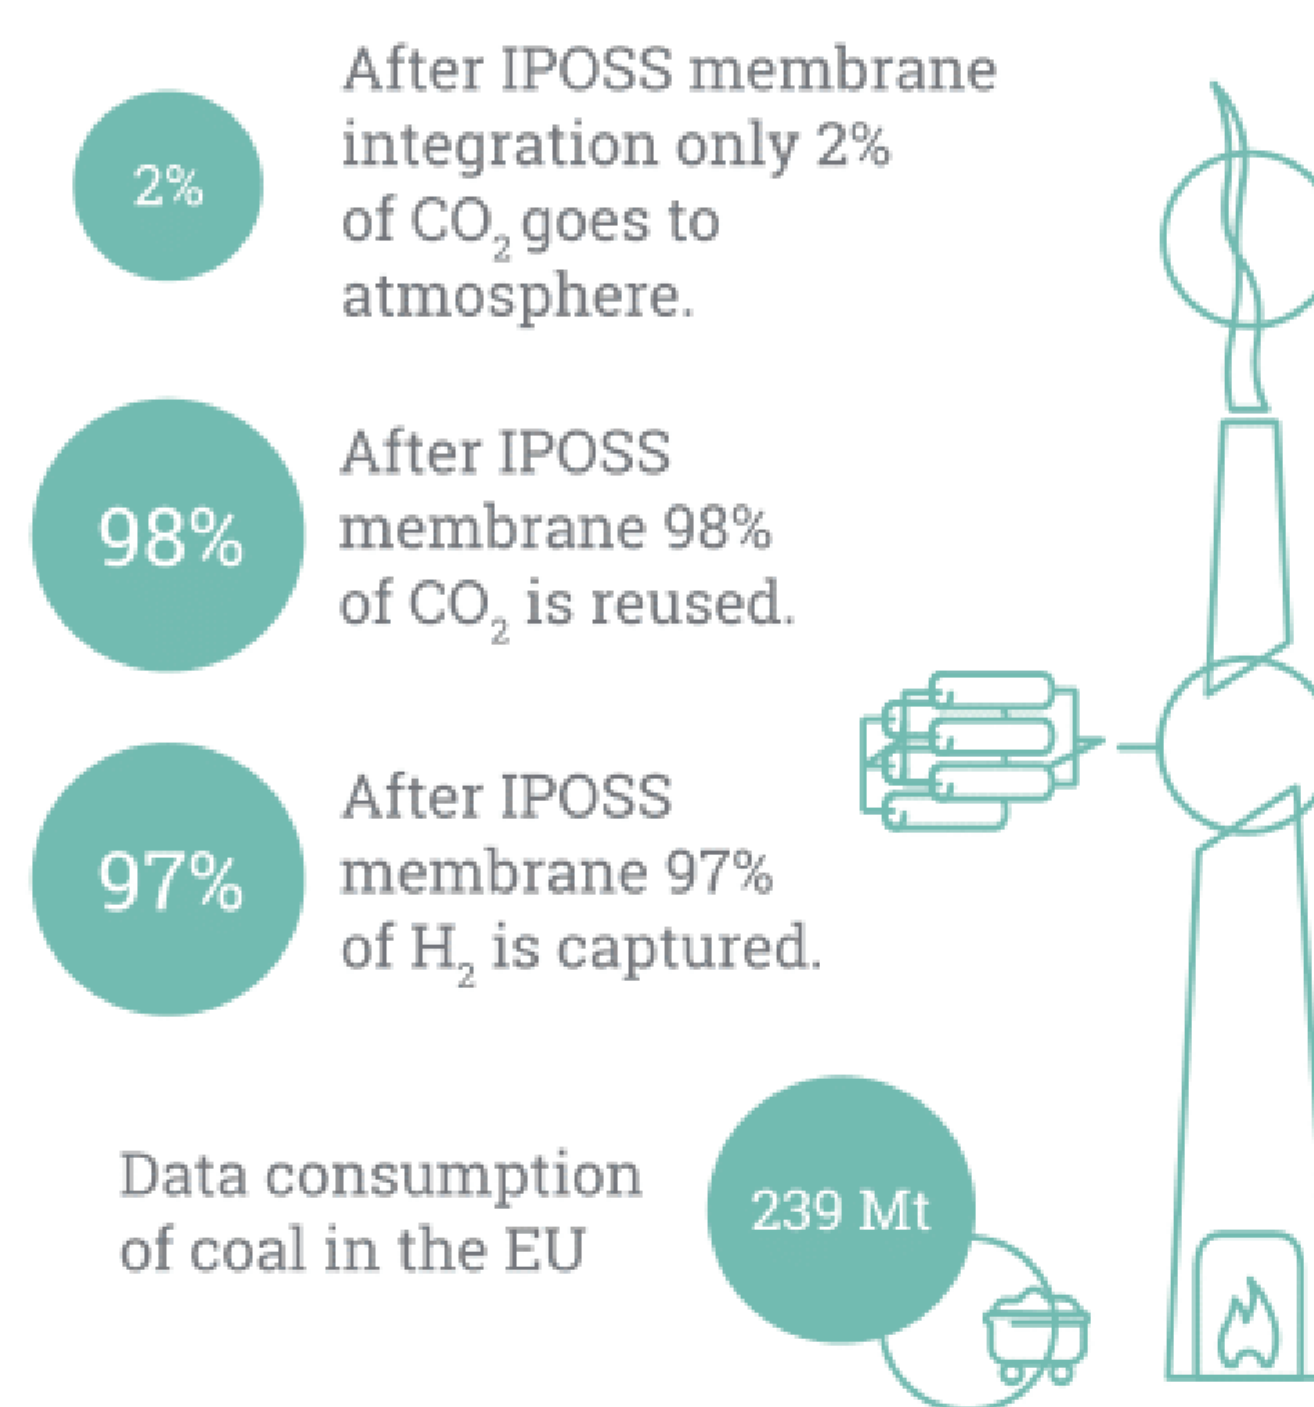 2%
After IPOSS membrane
integration only 2%
of CO₂ goes to
atmosphere.
98%
After IPOSS
membrane 98%
of CO₂ is reused.
97%
After IPOSS
membrane 97%
of H₂ is captured.
Data consumption
of coal in the EU
239 Mt